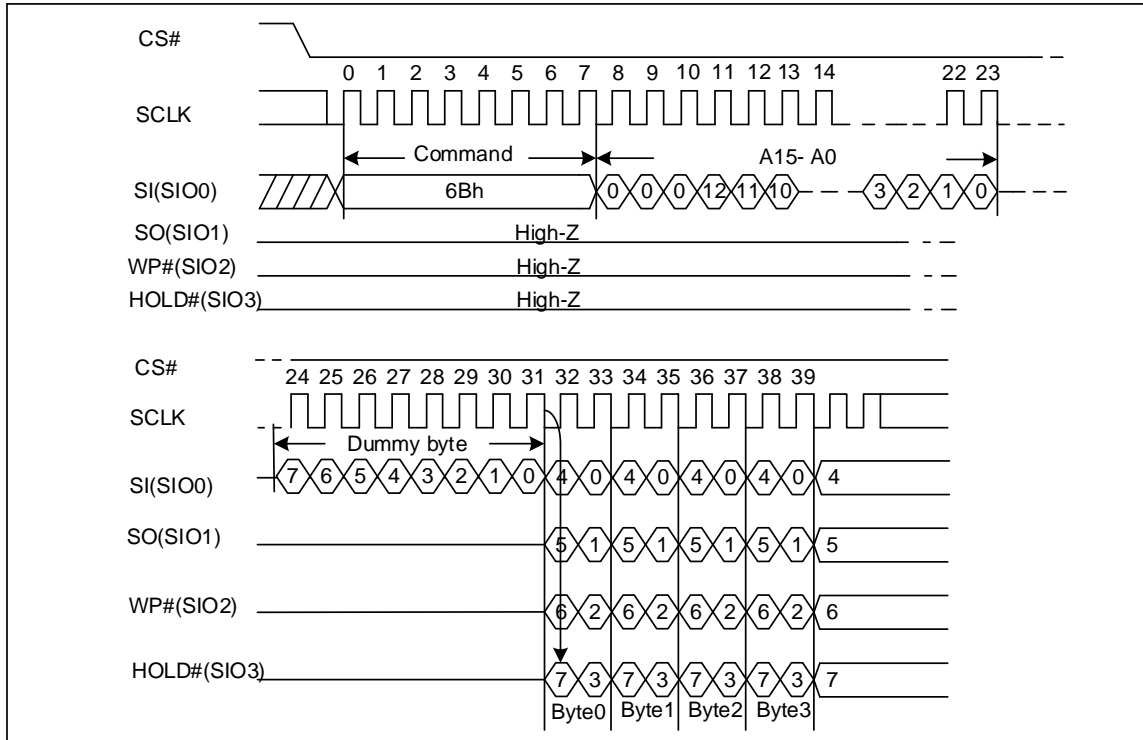 CS#
0 1 2 3 4 5 6 7 8 9 10 11 12 13 14 22 23
SCLK
Command A15- A0
SI(SIO0) 6Bh 0 0 0 12 11 10 3 2 1 0
SO(SIO1) High-Z
WP#(SIO2) High-Z
HOLD#(SIO3) High-Z
CS#
24 25 26 27 28 29 30 31 32 33 34 35 36 37 38 39
SCLK
Dummy byte
SI(SIO0) 7 6 5 4 3 2 1 0 4 0 4 0 4 0 4 0 4
SO(SIO1) 5 1 5 1 5 1 5 1 5
WP#(SIO2) 6 2 6 2 6 2 6 2 6
HOLD#(SIO3) 7 3 7 3 7 3 7 3 7
Byte0 Byte1 Byte2 Byte3